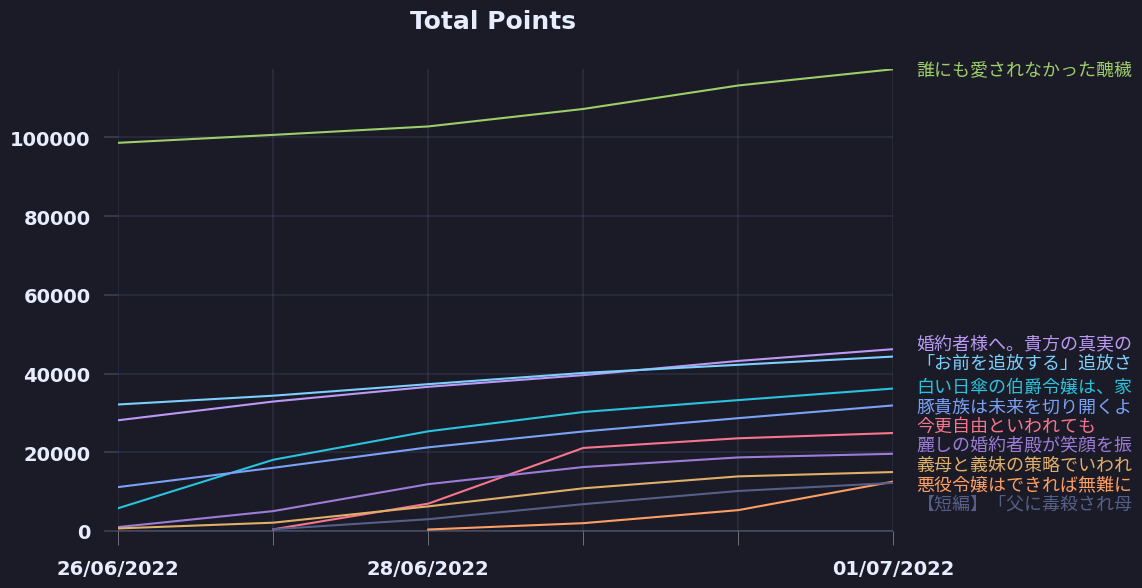 Total Points
100000
80000
60000
40000
20000
0
26/06/2022
28/06/2022
01/07/2022
誰にも愛されなかった醜穢
婚約者様へ。貴方の真実の
「お前を追放する」追放さ
白い日傘の伯爵令嬢は、家
豚貴族は未来を切り開くよ
今更自由といわれても
麗しの婚約者殿が笑顔を振
義母と義妹の策略でいわれ
悪役令嬢はできれば無難に
【短編】「父に毒殺され母